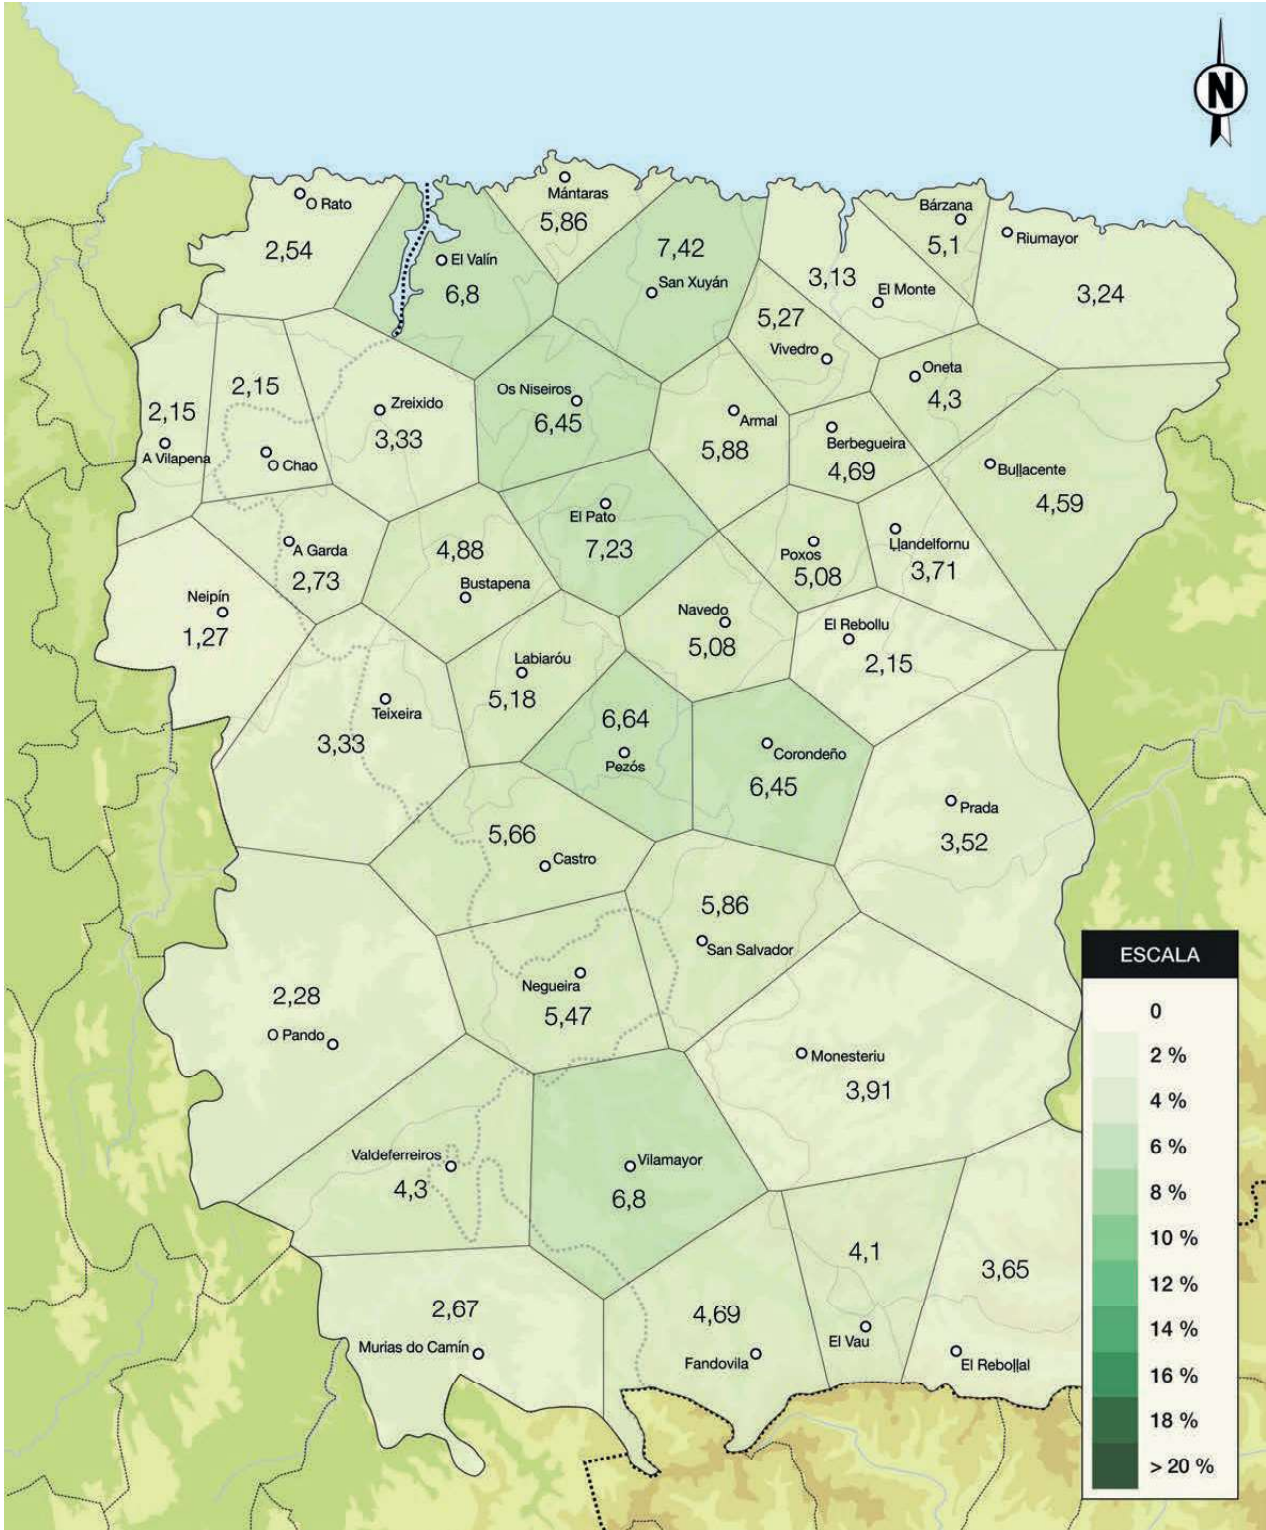 N
Mántaras
5,86
O Rato
2,54
Bárzana
5,1
Riumayor
3,24
El Valín
6,8
7,42
San Xuyán
3,13
El Monte
5,27
Vivedro
Oneta
4,3
2,15
A Vilapena
2,15
O Chao
Zreixido
3,33
Os Niseiros
6,45
Armal
5,88
Berbegueira
4,69
Buḷḷacente
4,59
A Garda
2,73
4,88
Bustapena
El Pato
7,23
Poxos
5,08
Ḷḷandelfornu
3,71
Neipín
1,27
Navedo
5,08
El Rebollu
2,15
Labiaróu
5,18
Teixeira
3,33
6,64
Pezós
Corondeño
6,45
Prada
3,52
5,66
Castro
5,86
San Salvador
2,28
O Pando
Negueira
5,47
Monesteriu
3,91
Valdeferreiros
4,3
Vilamayor
6,8
4,1
El Vau
3,65
El Reboḷḷal
2,67
Murias do Camín
4,69
Fandovila
ESCALA
0
2 %
4 %
6 %
8 %
10 %
12 %
14 %
16 %
18 %
> 20 %